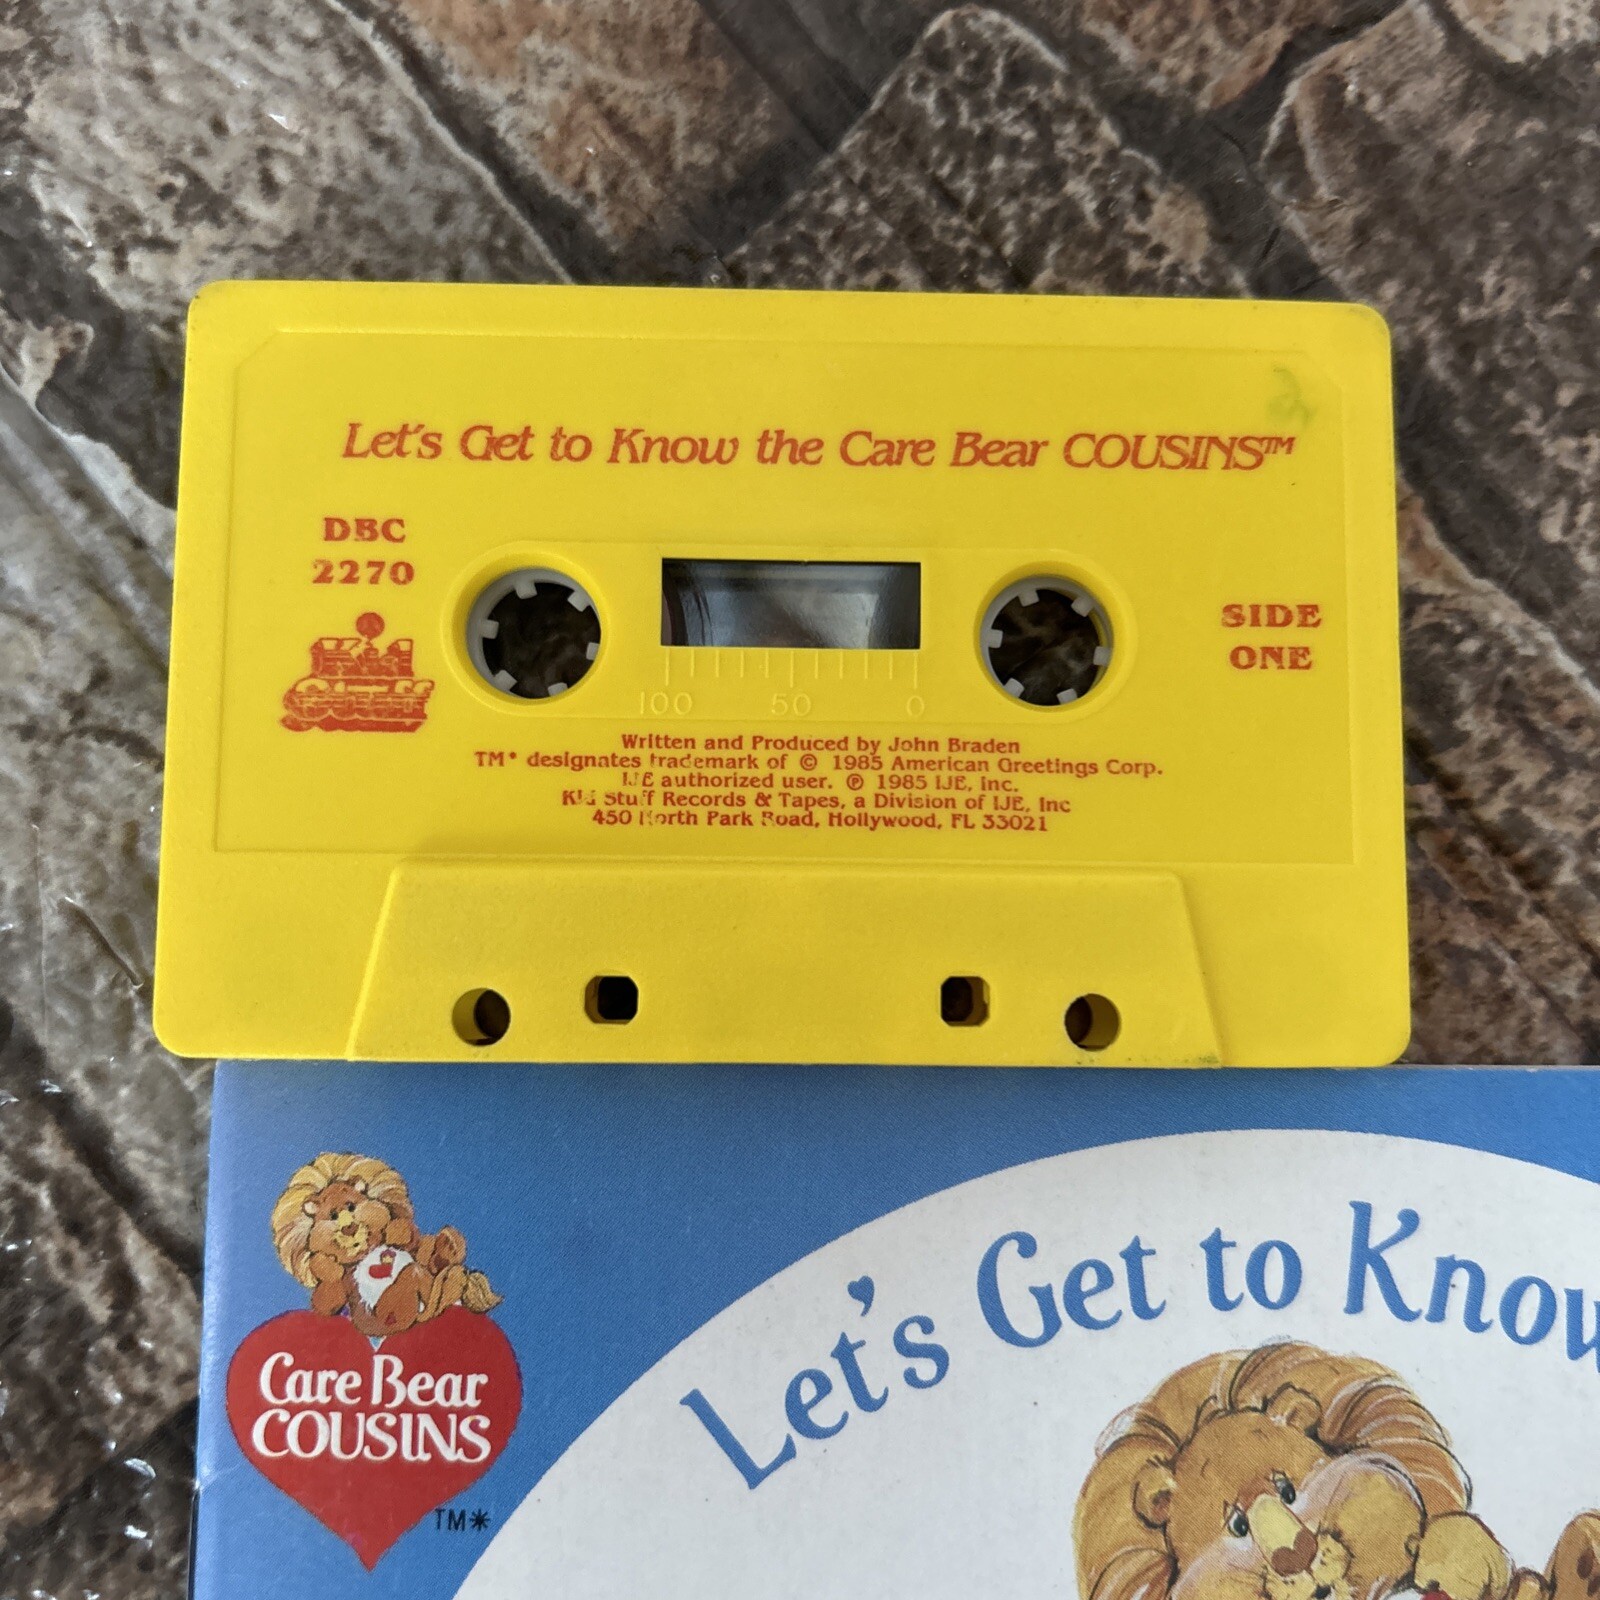 Let's Get to Know the Care Bear COUSINS™
DBC
2270
Kid
Stuff
SIDE
ONE
100 50 0
Written and Produced by John Braden
TM* designates trademark of © 1985 American Greetings Corp.
IJE authorized user. ℗ 1985 IJE, Inc.
Kid Stuff Records & Tapes, a Division of IJE, Inc
450 North Park Road, Hollywood, FL 33021
Let's Get to Know
Care Bear
COUSINS
TM*